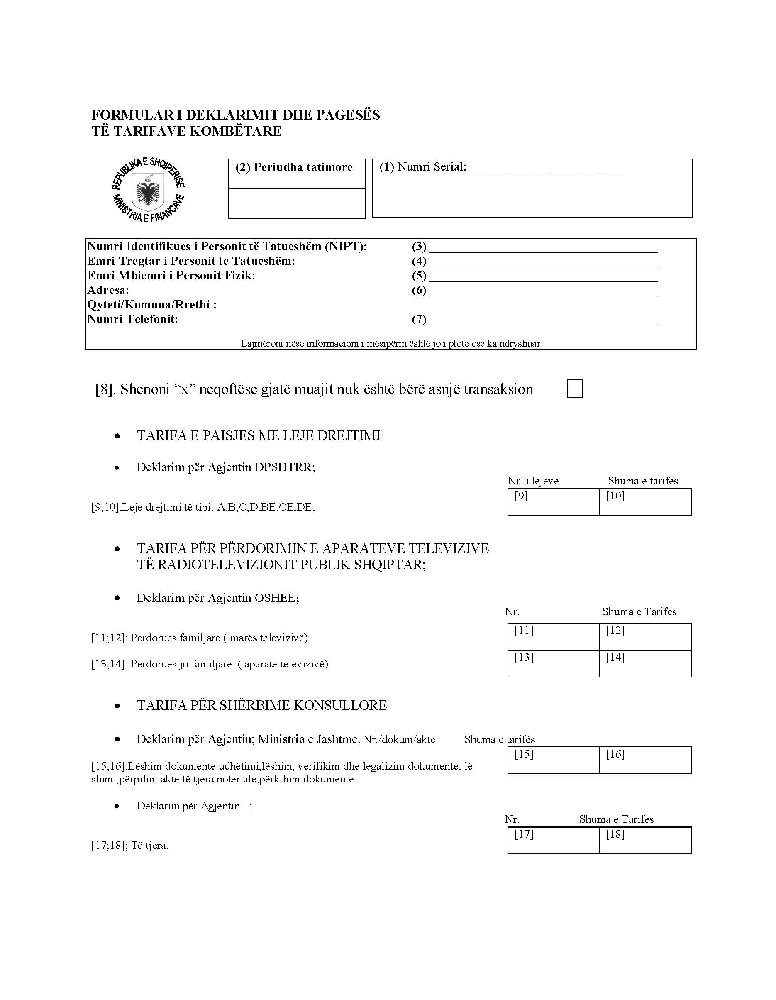 FORMULAR I DEKLARIMIT DHE PAGESËS
TË TARIFAVE KOMBËTARE
REPUBLIKA E SHQIPERISE
MINISTRIA E FINANCAVE
(2) Periudha tatimore
(1) Numri Serial:_________________________
Numri Identifikues i Personit të Tatueshëm (NIPT): (3) ____________________________________
Emri Tregtar i Personit te Tatueshëm: (4) ____________________________________
Emri Mbiemri i Personit Fizik: (5) ____________________________________
Adresa: (6) ____________________________________
Qyteti/Komuna/Rrethi :
Numri Telefonit: (7) ____________________________________
Lajmëroni nëse informacioni i mësipërm është jo i plote ose ka ndryshuar
[8]. Shenoni “x” neqoftëse gjatë muajit nuk është bërë asnjë transaksion
• TARIFA E PAISJES ME LEJE DREJTIMI
• Deklarim për Agjentin DPSHTRR;
Nr. i lejeve Shuma e tarifes
[9] [10]
[9;10];Leje drejtimi të tipit A;B;C;D;BE;CE;DE;
• TARIFA PËR PËRDORIMIN E APARATEVE TELEVIZIVE
TË RADIOTELEVIZIONIT PUBLIK SHQIPTAR;
• Deklarim për Agjentin OSHEE;
Nr. Shuma e Tarifës
[11] [12]
[11;12]; Perdorues familjare ( marës televizivë)
[13] [14]
[13;14]; Perdorues jo familjare ( aparate televizivë)
• TARIFA PËR SHËRBIME KONSULLORE
• Deklarim për Agjentin; Ministria e Jashtme; Nr./dokum/akte Shuma e tarifës
[15] [16]
[15;16];Lëshim dokumente udhëtimi,lëshim, verifikim dhe legalizim dokumente, lë
shim ,përpilim akte të tjera noteriale,përkthim dokumente
• Deklarim për Agjentin: ;
Nr. Shuma e Tarifes
[17] [18]
[17;18]; Të tjera.